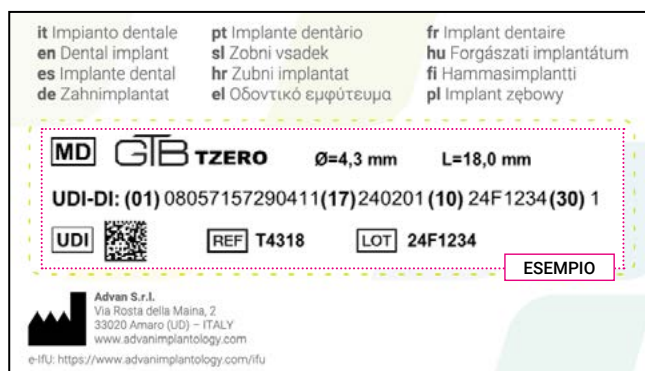 it Impianto dentale
en Dental implant
es Implante dental
de Zahnimplantat
pt Implante dentàrio
sl Zobni vsadek
hr Zubni implantat
el Οδοντικό εμφύτευμα
fr Implant dentaire
hu Forgászati implantátum
fi Hammasimplantti
pl Implant zębowy
MD GTB TZERO Ø=4,3 mm L=18,0 mm
UDI-DI: (01) 08057157290411(17)240201 (10) 24F1234(30) 1
UDI REF T4318 LOT 24F1234
ESEMPIO
Advan S.r.l.
Via Rosta della Maina, 2
33020 Amaro (UD) – ITALY
www.advanimplantology.com
e-IfU: https://www.advanimplantology.com/ifu